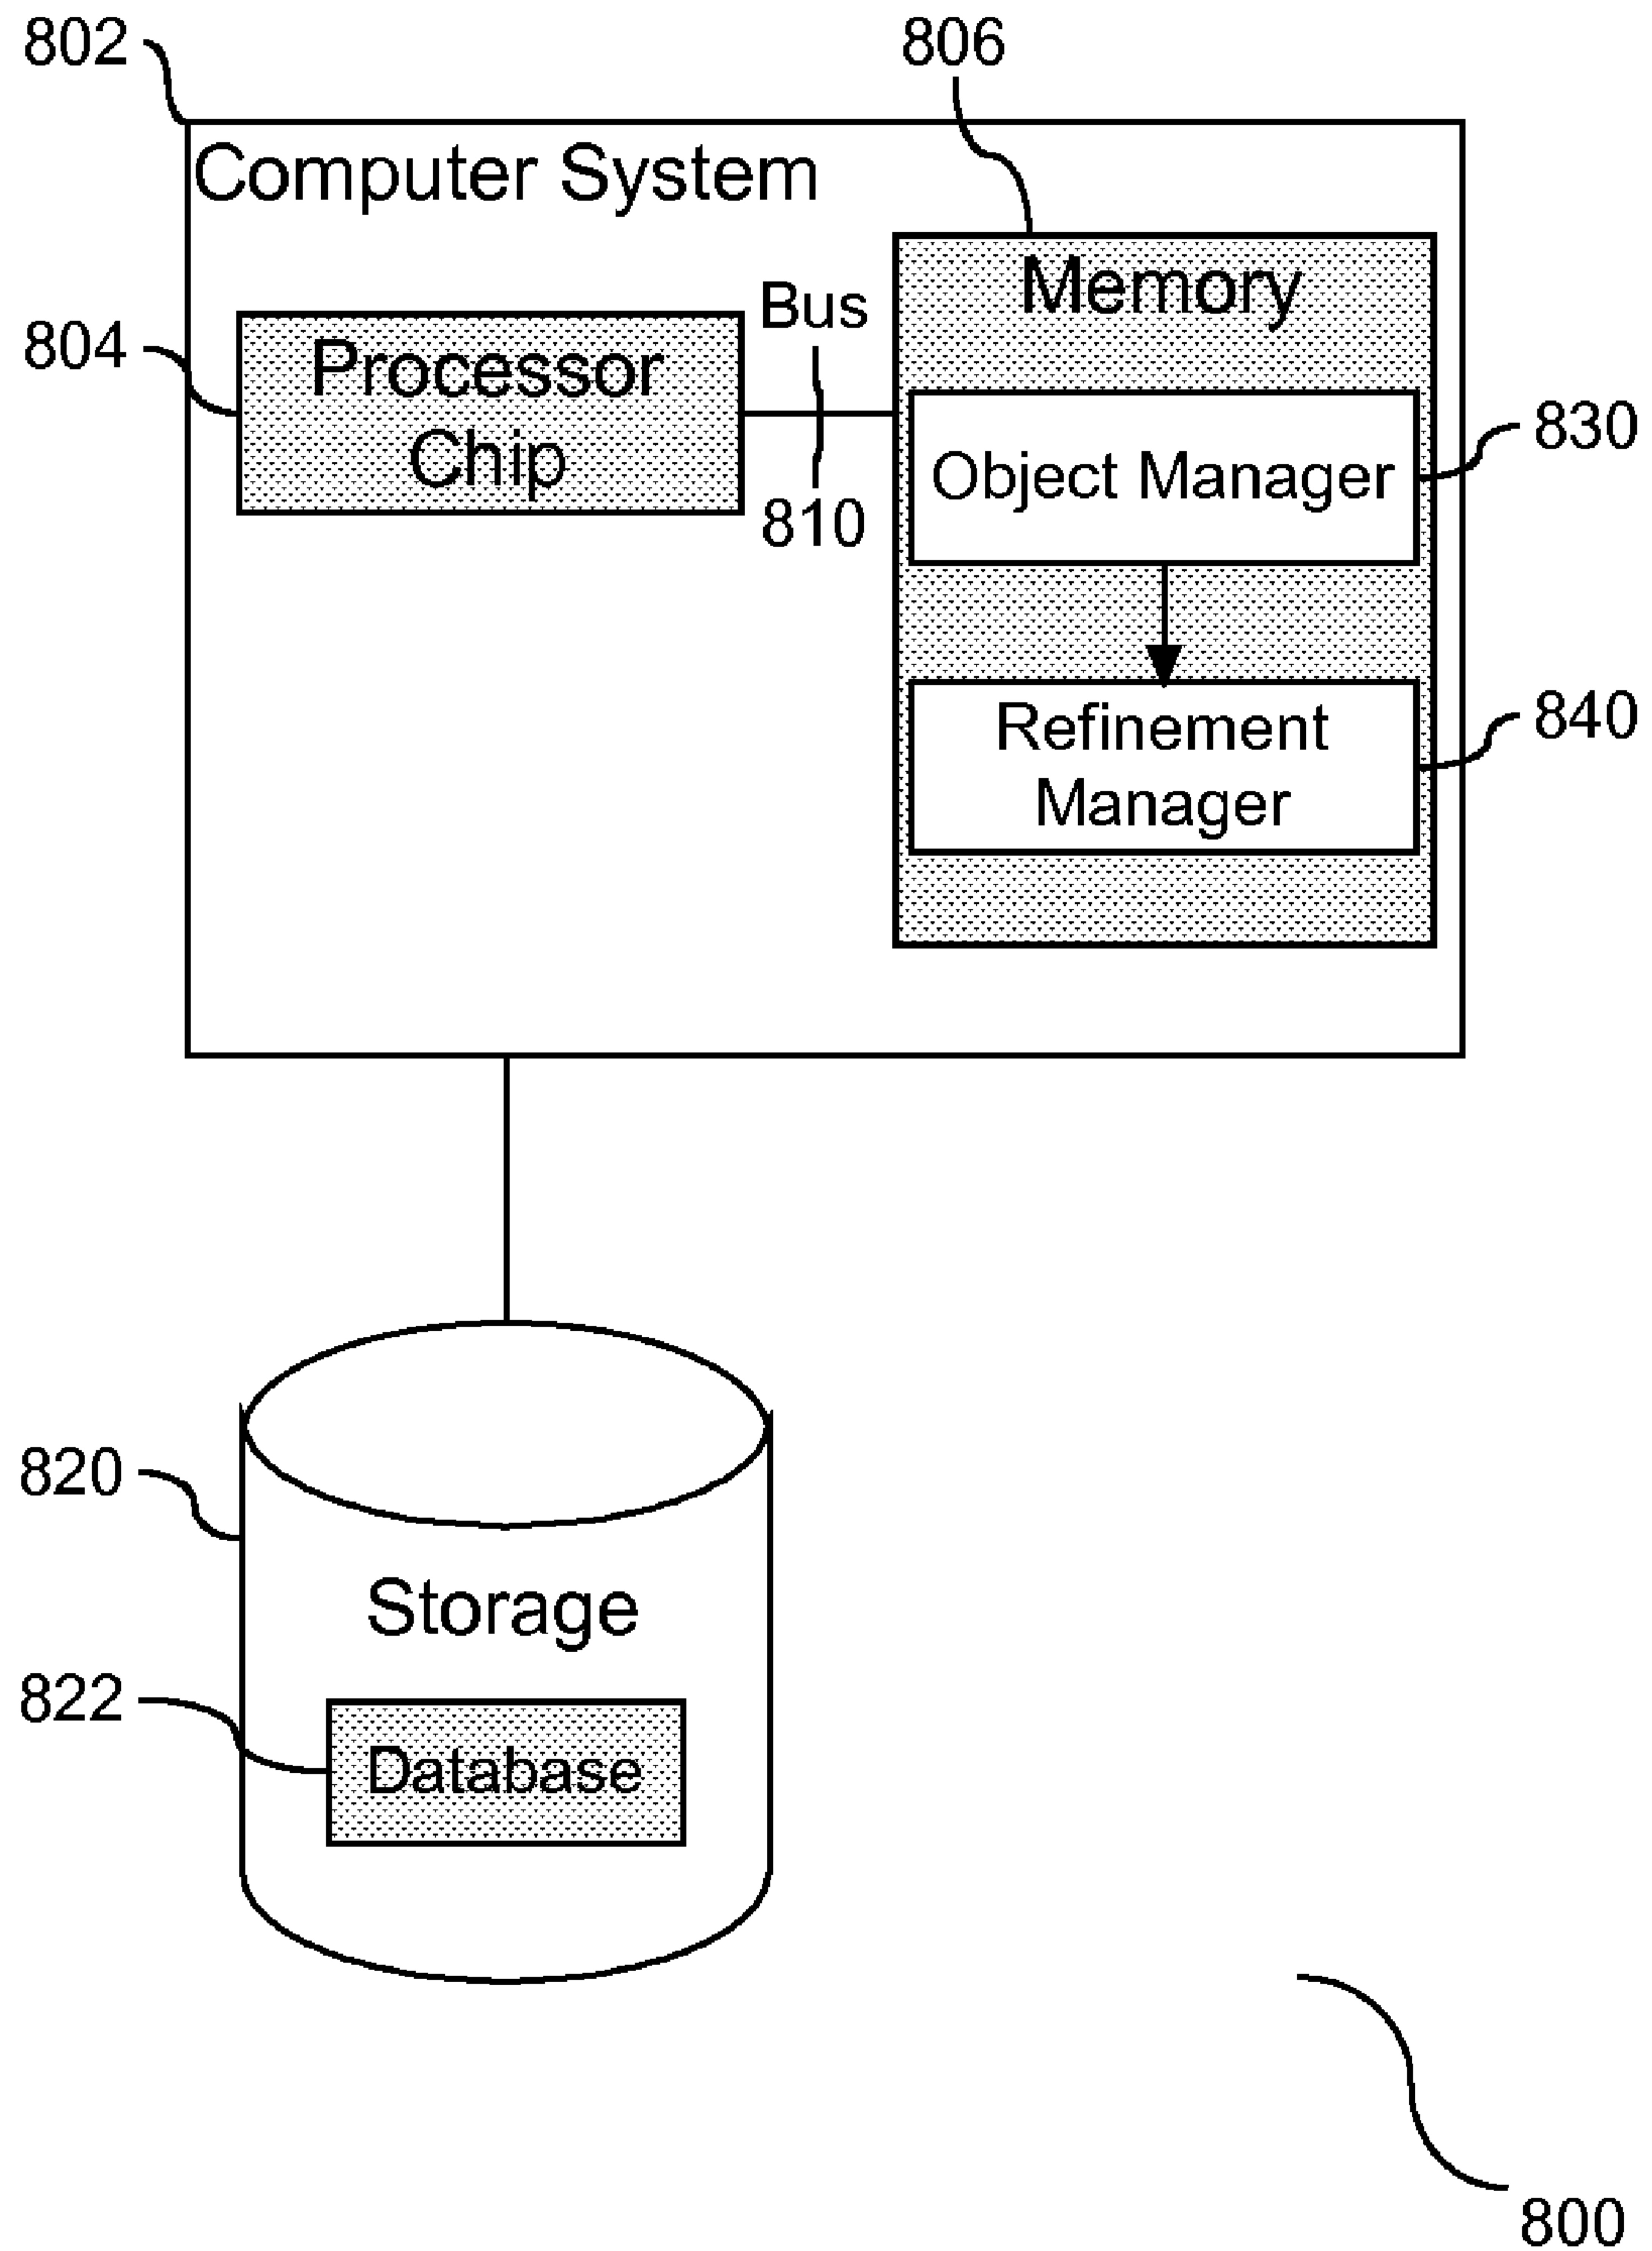 802
806
Computer System
Memory
Bus
804
Processor
Chip
810
Object Manager
830
Refinement
Manager
840
820
Storage
822
Database
800